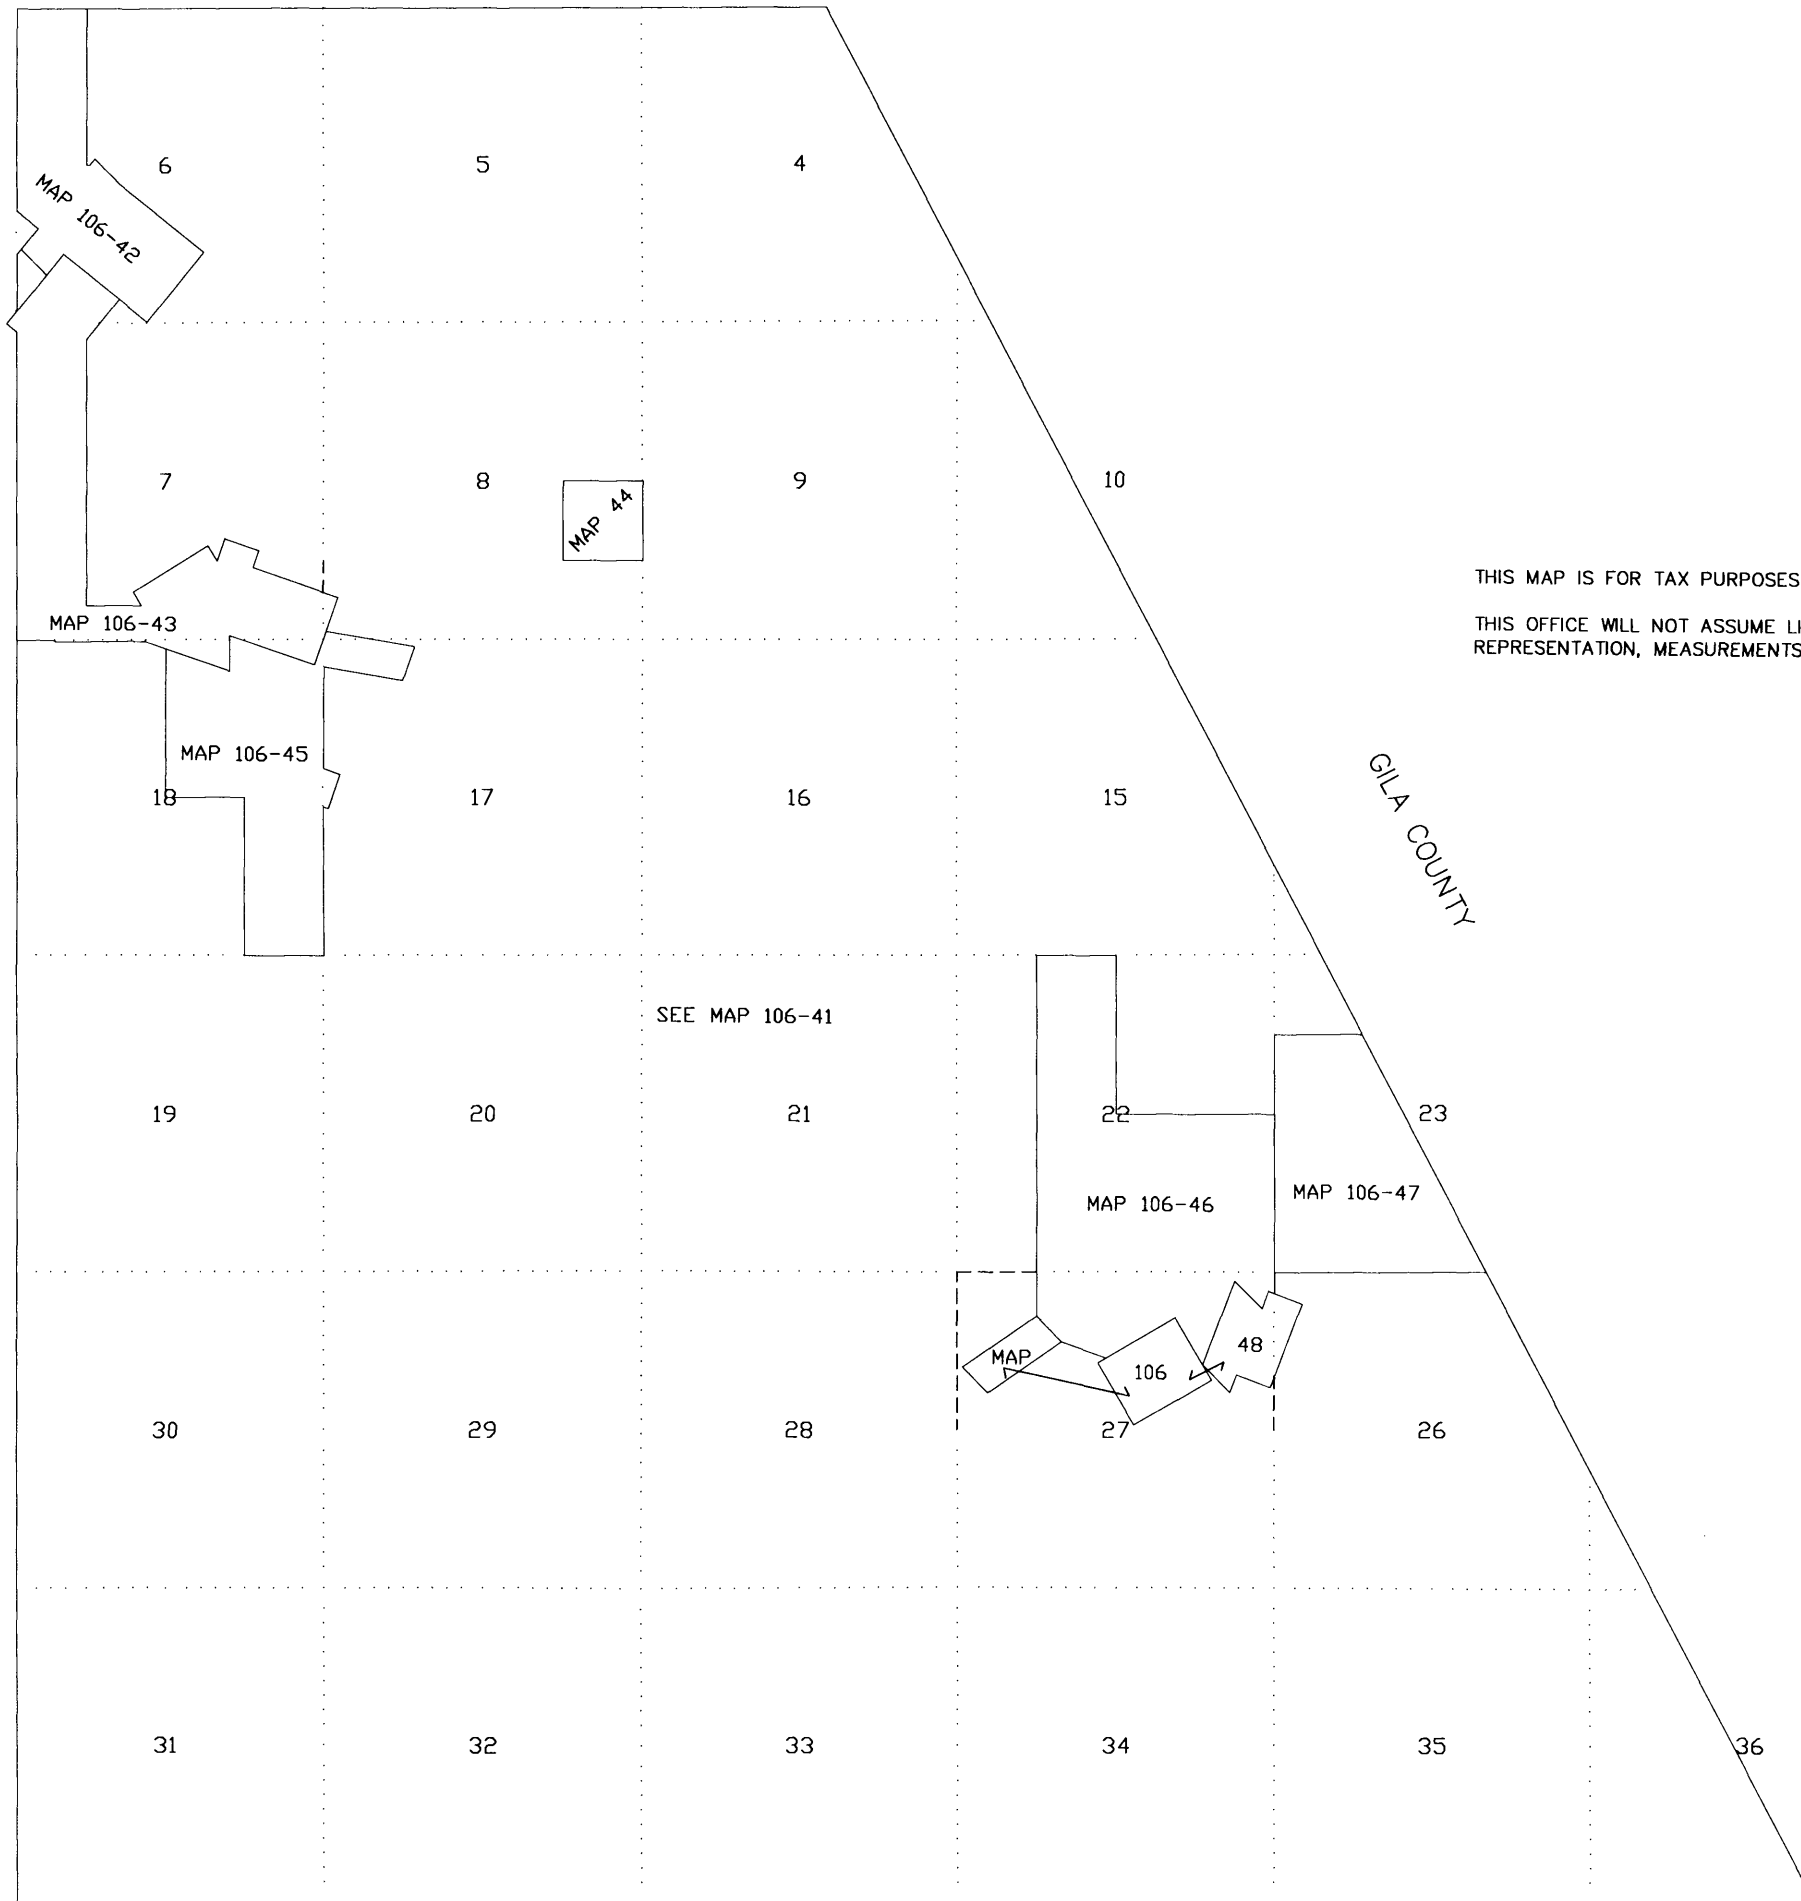 6 5 4
MAP 106-42
7 8 9 10
MAP 44
THIS MAP IS FOR TAX PURPOSES
MAP 106-43
THIS OFFICE WILL NOT ASSUME
REPRESENTATION, MEASUREMENTS
MAP 106-45
18 17 16 15
GILA COUNTY
SEE MAP 106-41
19 20 21 22 23
MAP 106-46
MAP 106-47
MAP 106 48
30 29 28 27 26
31 32 33 34 35 36